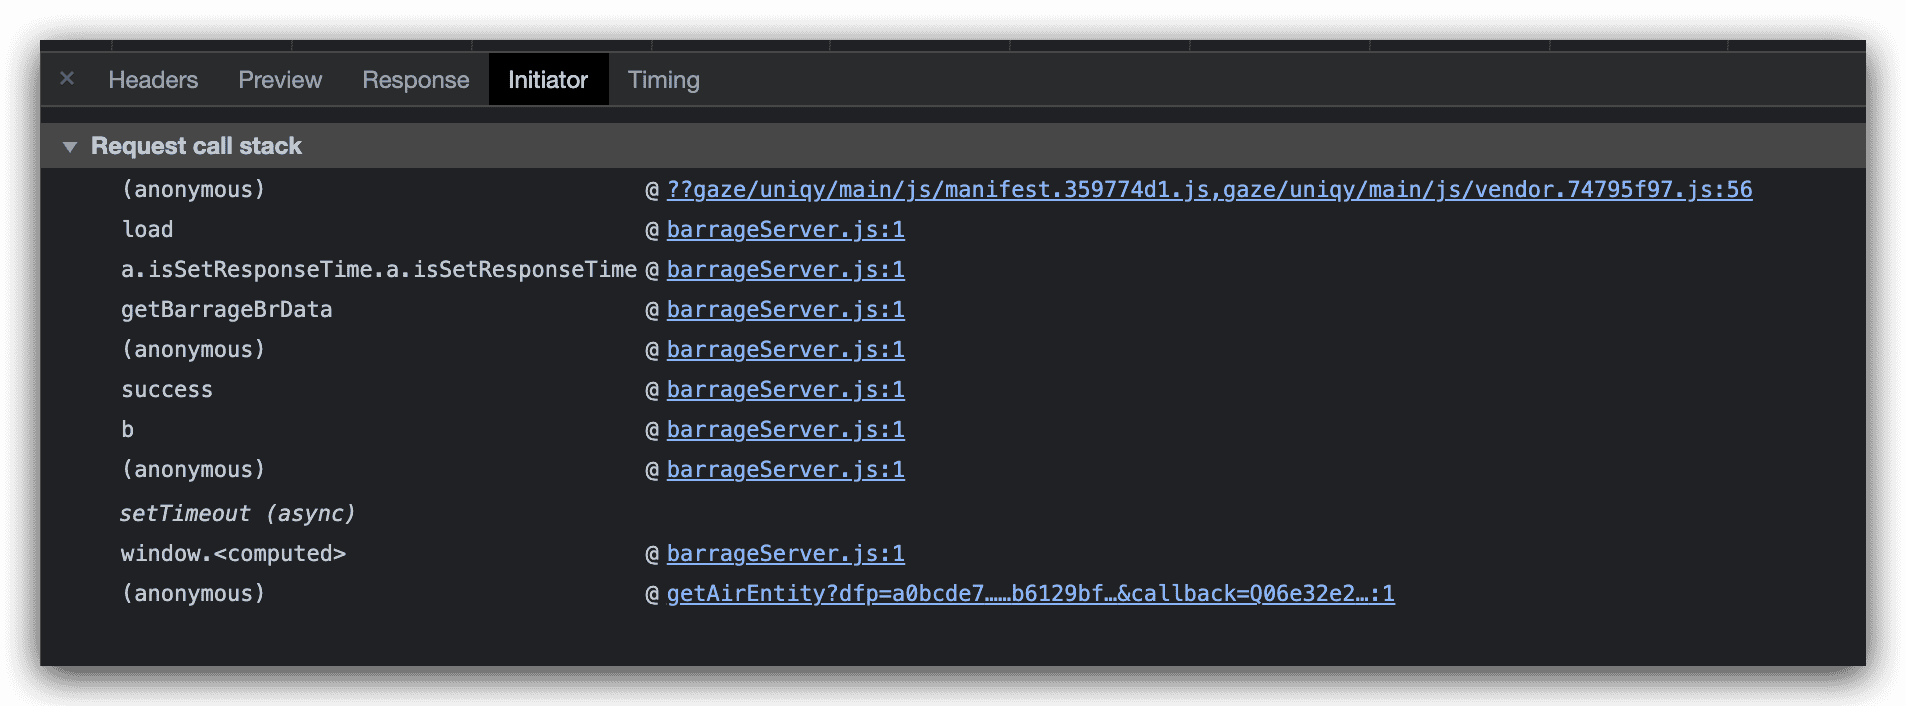 × Headers Preview Response Initiator Timing
▼ Request call stack
(anonymous) @ ??gaze/uniqy/main/js/manifest.359774d1.js,gaze/uniqy/main/js/vendor.74795f97.js:56
load @ barrageServer.js:1
a.isSetResponseTime.a.isSetResponseTime @ barrageServer.js:1
getBarrageBrData @ barrageServer.js:1
(anonymous) @ barrageServer.js:1
success @ barrageServer.js:1
b @ barrageServer.js:1
(anonymous) @ barrageServer.js:1
setTimeout (async)
window.<computed> @ barrageServer.js:1
(anonymous) @ getAirEntity?dfp=a0bcde7……b6129bf…&callback=Q06e32e2…:1